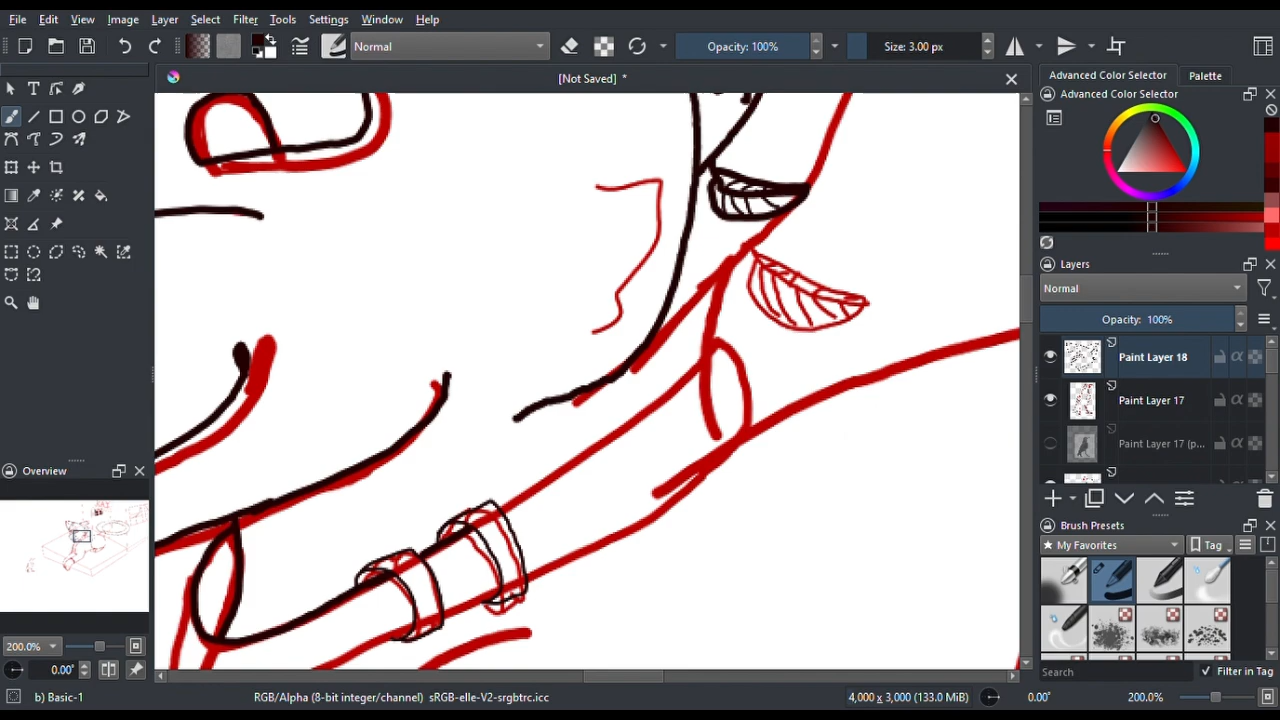 File Edit View Image Layer Select Filter Tools Settings Window Help
Normal Opacity: 100% Size: 3.00 px
[Not Saved] *
Advanced Color Selector Palette
Advanced Color Selector
Layers
Normal
Opacity: 100%
Paint Layer 18
Paint Layer 17
Paint Layer 17 (p...
Overview
Brush Presets
My Favorites Tag
200.0%
0.00°
Search Filter in Tag
b) Basic-1 RGB/Alpha (8-bit integer/channel) sRGB-elle-V2-srgbtrc.icc 4,000 x 3,000 (133.0 MiB) 0.00° 200.0%